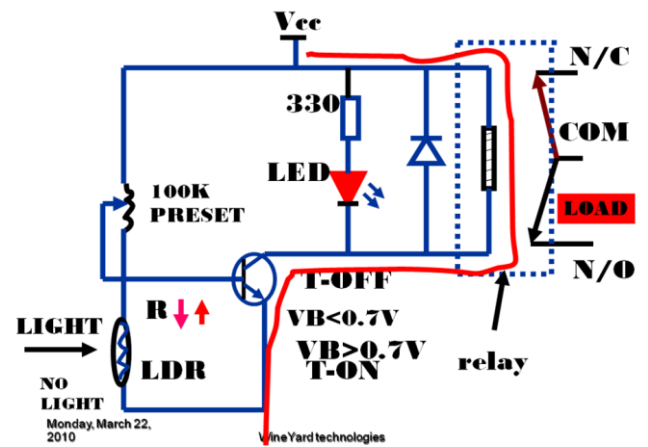 Vcc
N/C
330
COM
LED
100K
PRESET
LOAD
T-OFF
N/O
R
VB<0.7V
LIGHT
VB>0.7V
relay
LDR
T-ON
NO
LIGHT
Monday, March 22,
2010
WineYard technologies